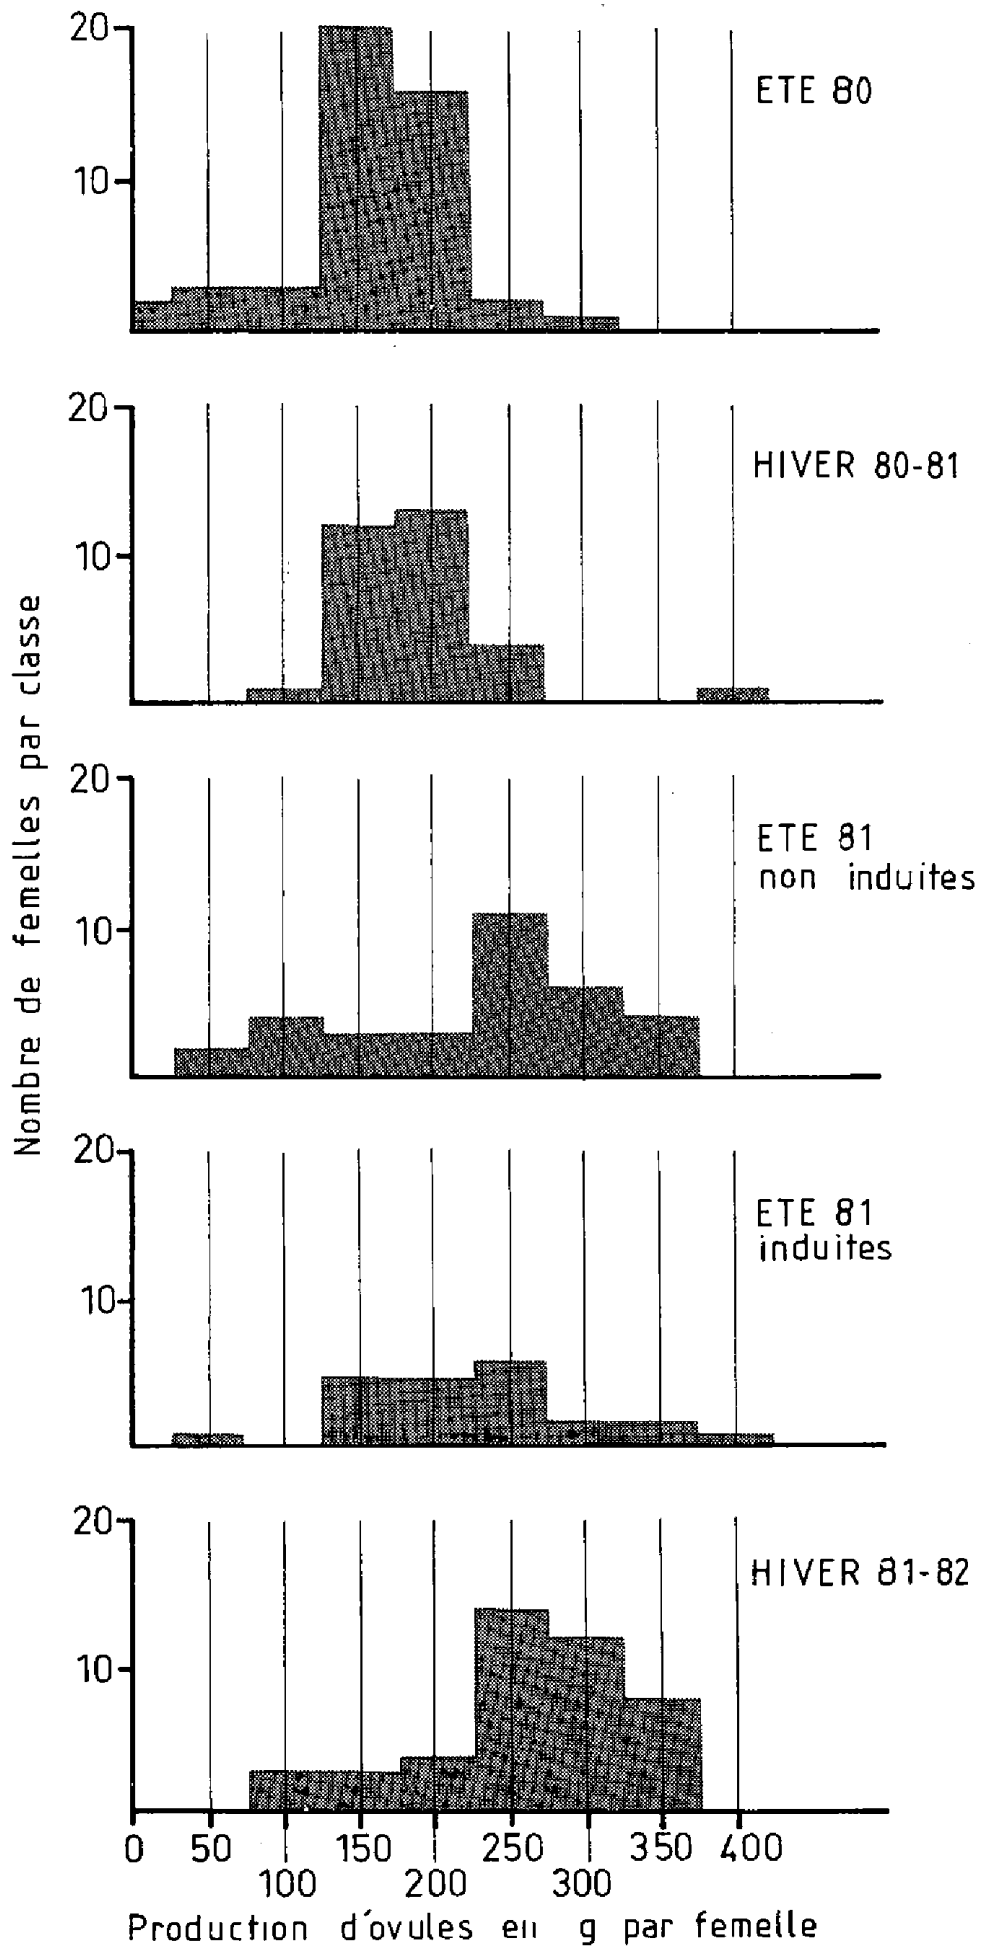 20
10
ETE 80
20
10
HIVER 80-81
20
10
ETE 81
non induites
20
10
ETE 81
induites
20
10
HIVER 81-82
Nombre de femelles par classe
0 50 150 250 350 400
100 200 300
Production d'ovules en g par femelle